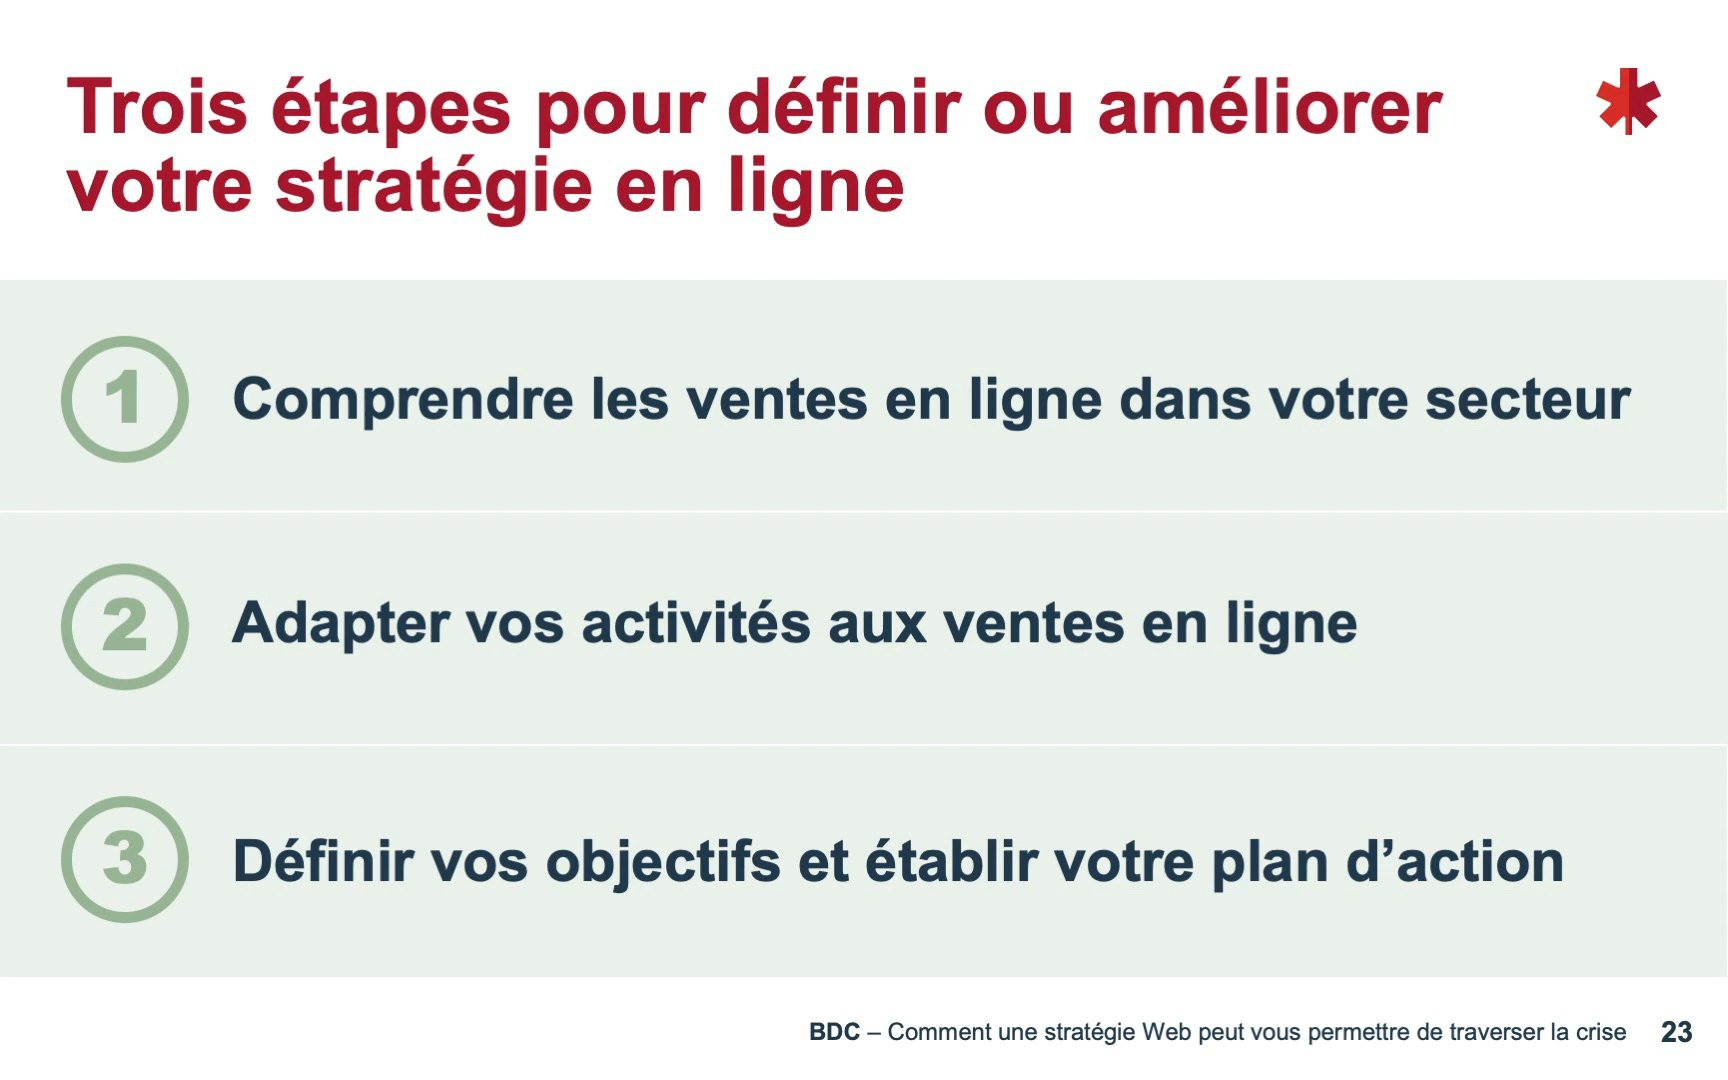 Trois étapes pour définir ou améliorer
votre stratégie en ligne
1
Comprendre les ventes en ligne dans votre secteur
2
Adapter vos activités aux ventes en ligne
3
Définir vos objectifs et établir votre plan d’action
BDC – Comment une stratégie Web peut vous permettre de traverser la crise 23